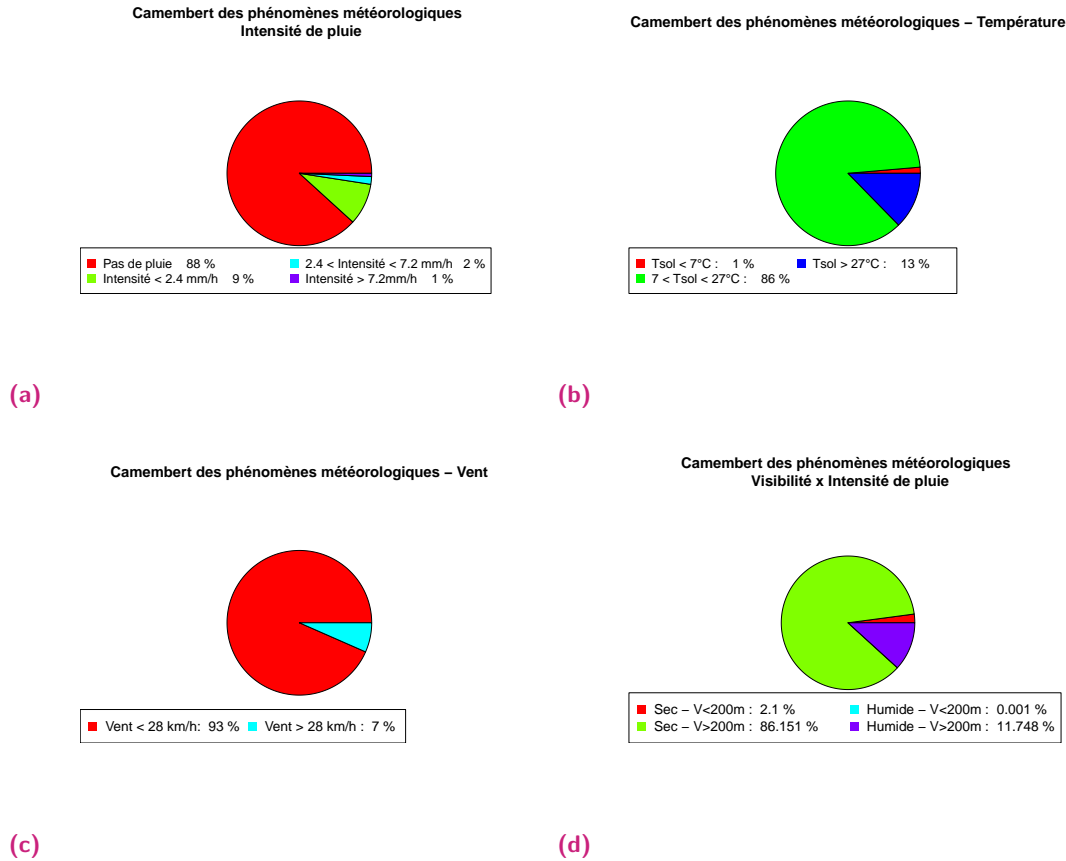 Camembert des phénomènes météorologiques
Intensité de pluie
Pas de pluie 88 %
2.4 < Intensité < 7.2 mm/h 2 %
Intensité < 2.4 mm/h 9 %
Intensité > 7.2mm/h 1 %
(a)
Camembert des phénomènes météorologiques – Température
Tsol < 7°C : 1 %
Tsol > 27°C : 13 %
7 < Tsol < 27°C : 86 %
(b)
Camembert des phénomènes météorologiques – Vent
Vent < 28 km/h: 93 %
Vent > 28 km/h : 7 %
(c)
Camembert des phénomènes météorologiques
Visibilité x Intensité de pluie
Sec – V<200m : 2.1 %
Humide – V<200m : 0.001 %
Sec – V>200m : 86.151 %
Humide – V>200m : 11.748 %
(d)